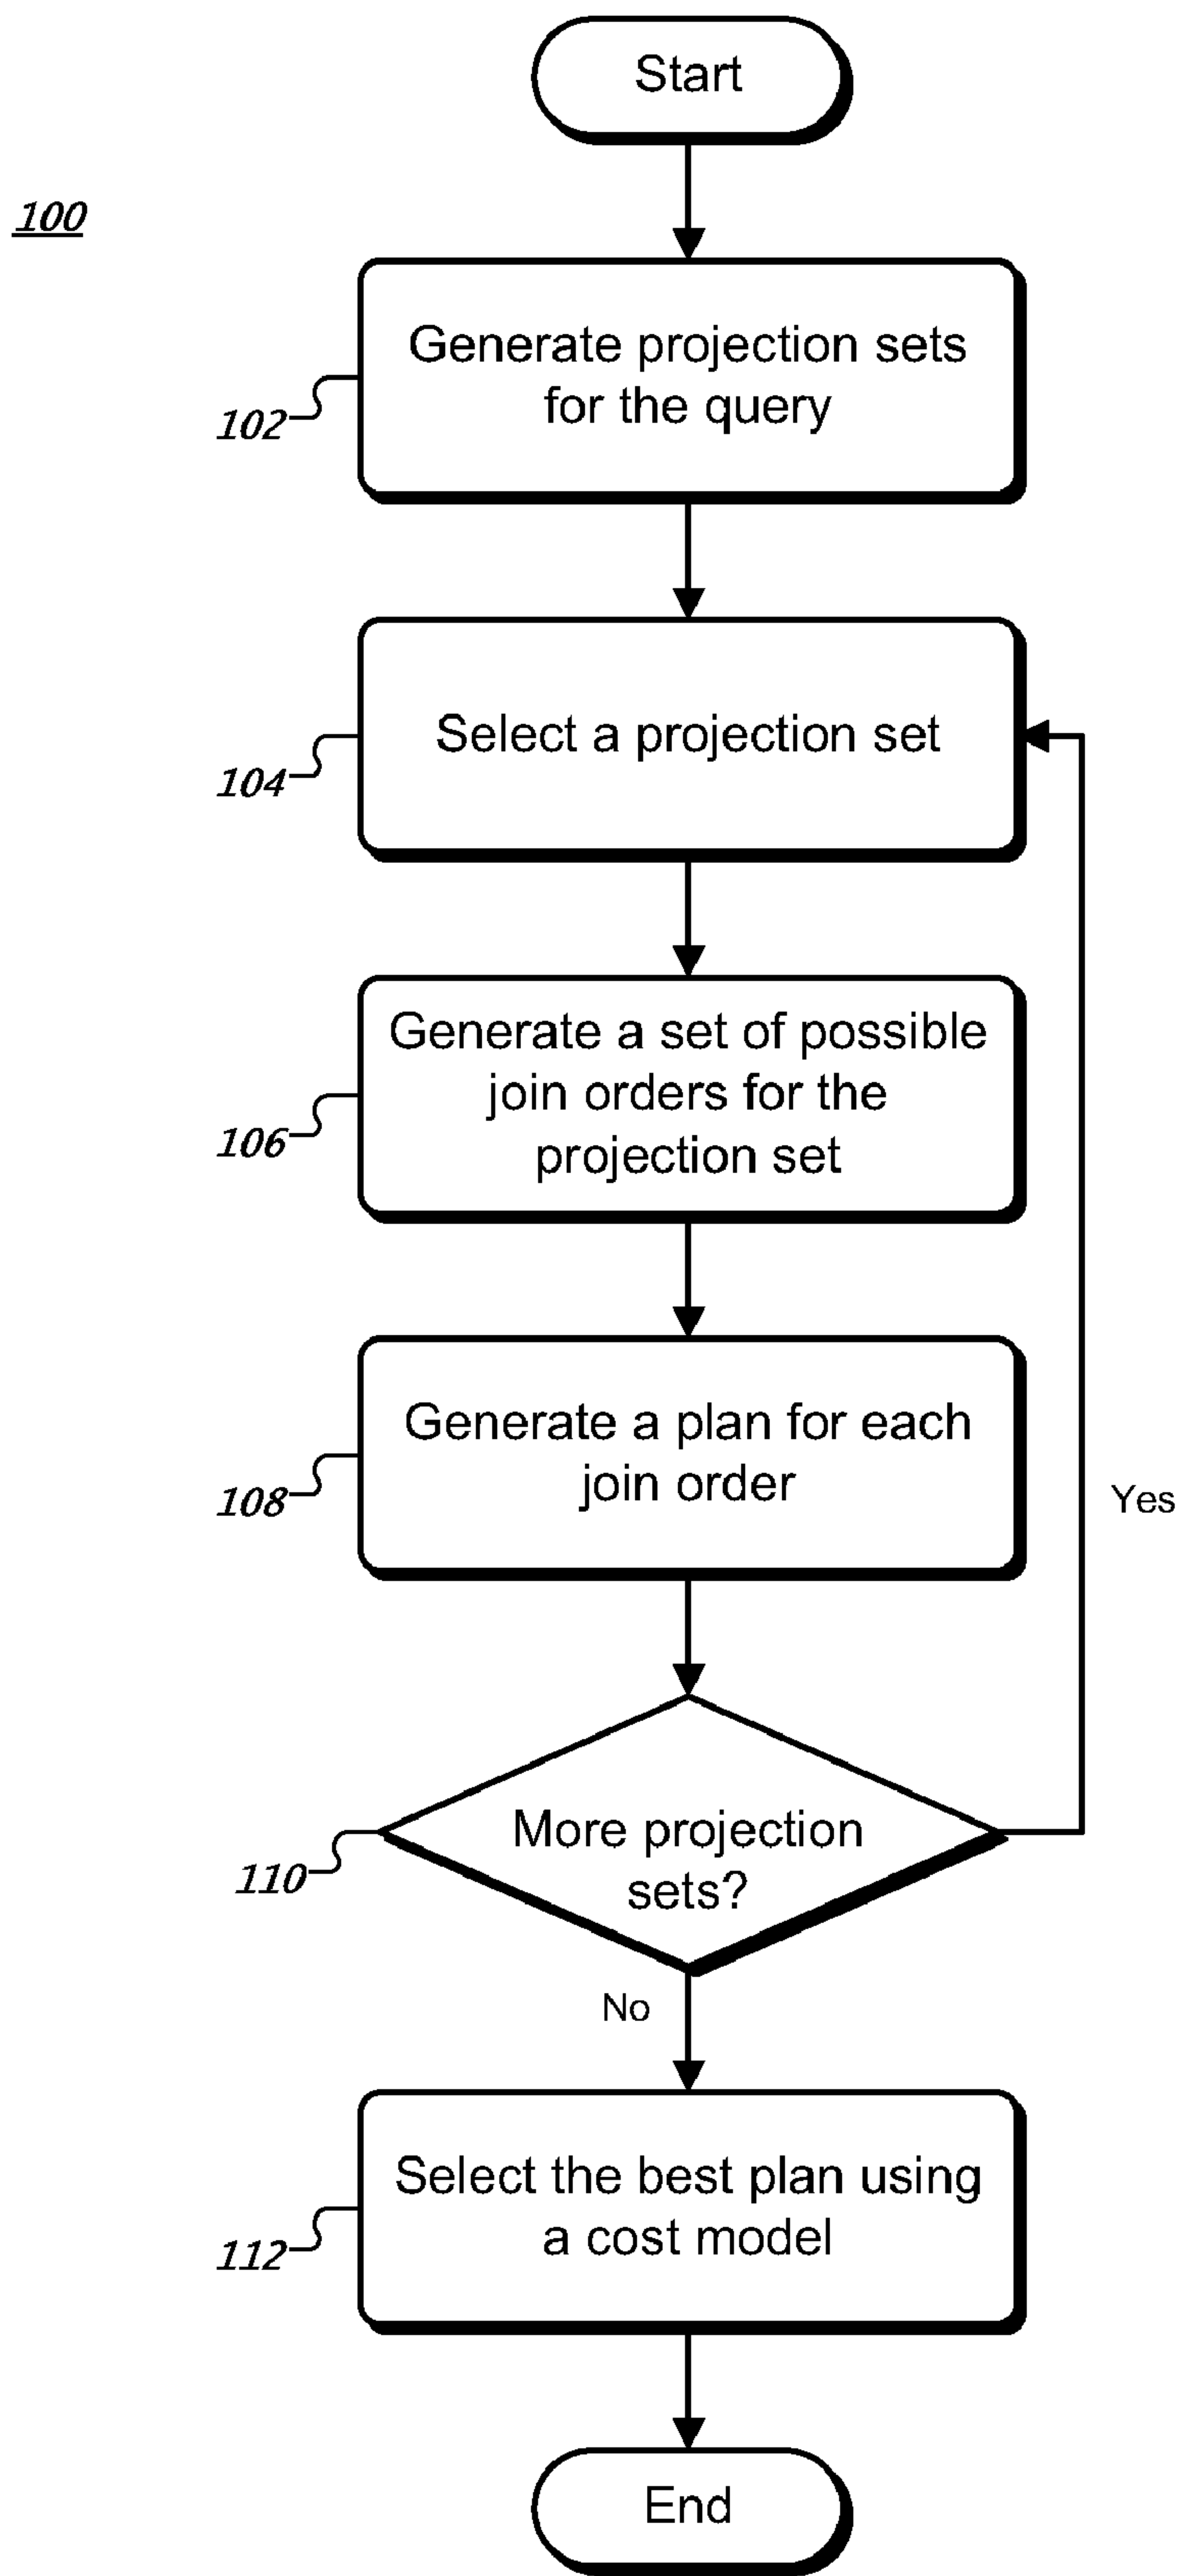 Start
100
Generate projection sets
for the query
102
Select a projection set
104
Generate a set of possible
join orders for the
projection set
106
Generate a plan for each
join order
108
Yes
More projection
sets?
110
No
Select the best plan using
a cost model
112
End